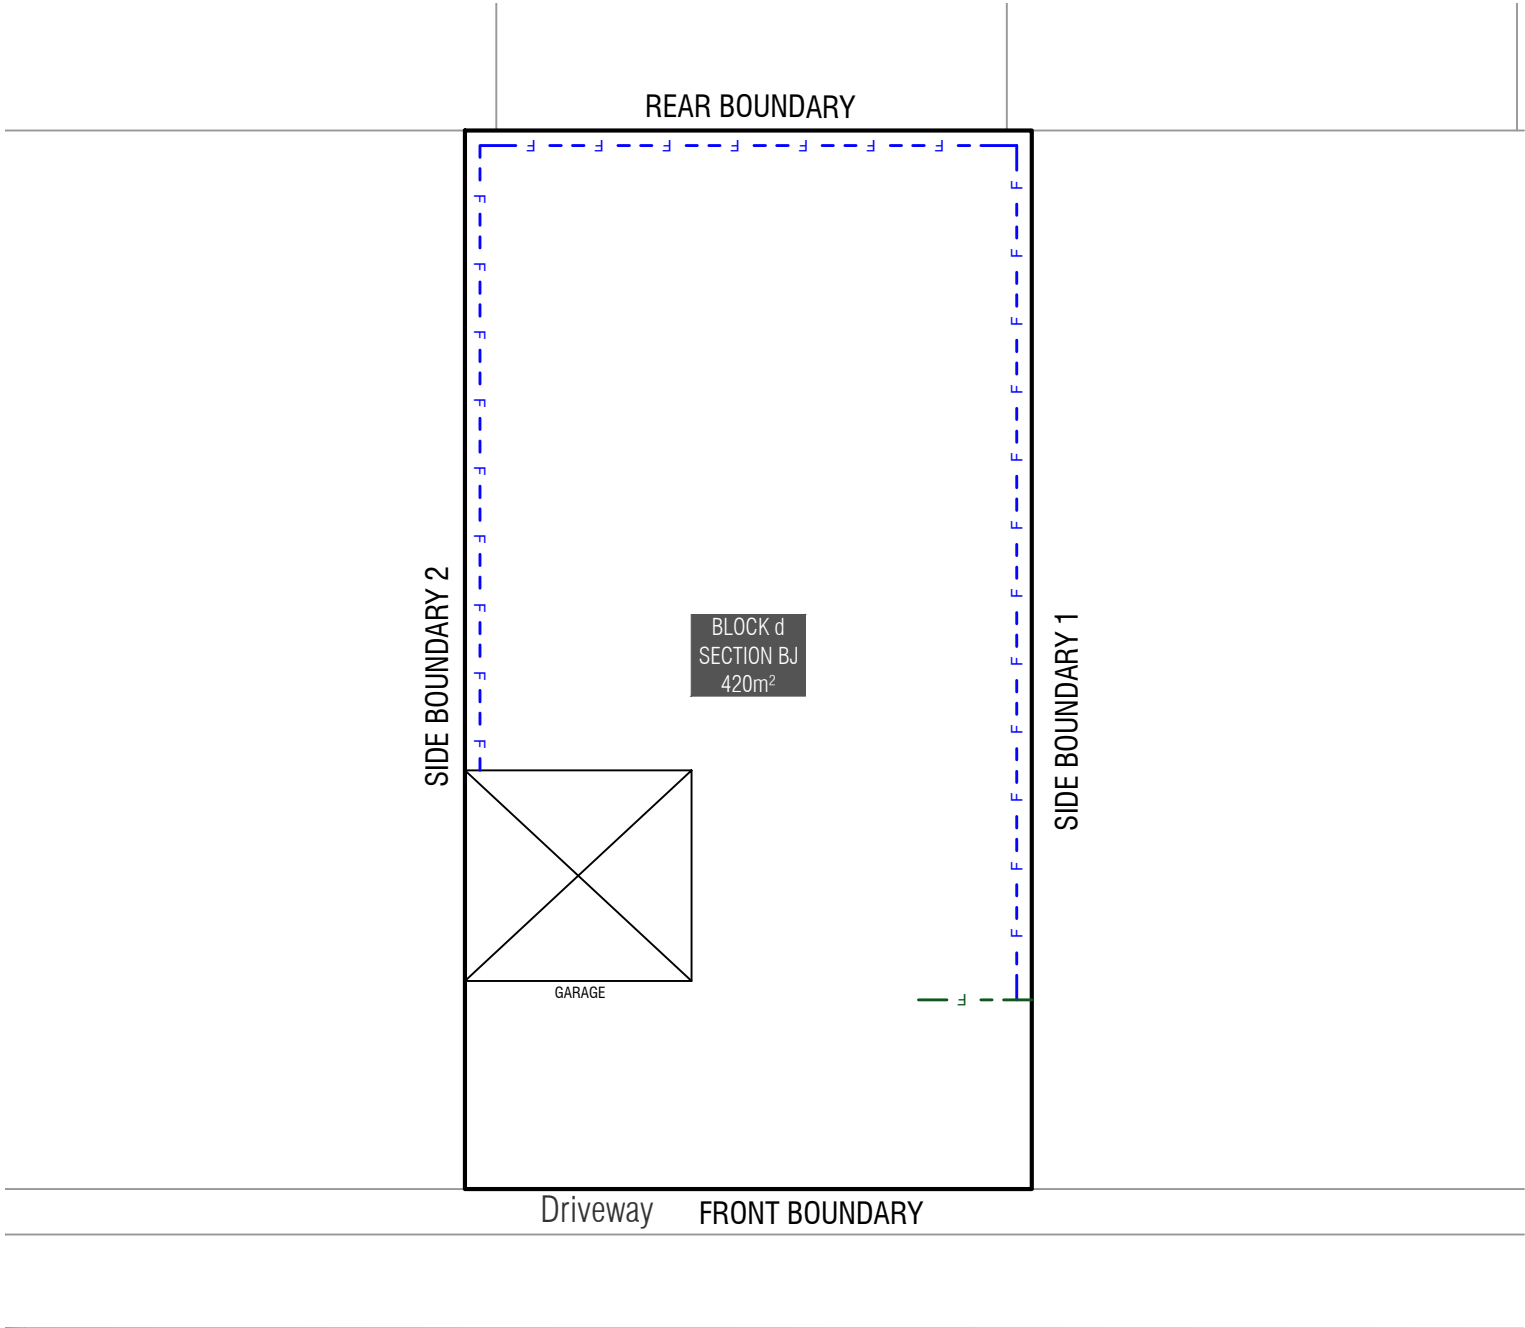 REAR BOUNDARY
SIDE BOUNDARY 2
BLOCK d
SECTION BJ
420m²
SIDE BOUNDARY 1
GARAGE
Driveway
FRONT BOUNDARY
F F F F F F F
F F F F F F F F F
F F F F F F F F F F F F
F